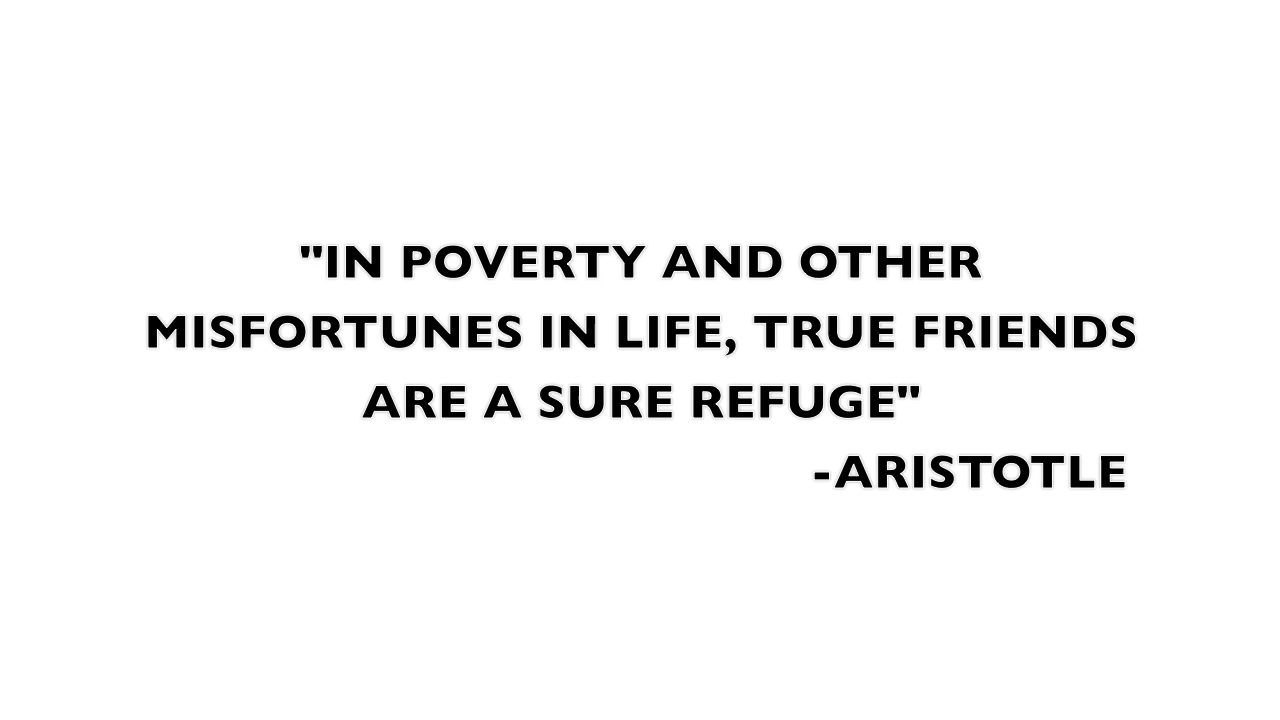 "IN POVERTY AND OTHER
MISFORTUNES IN LIFE, TRUE FRIENDS
ARE A SURE REFUGE"
-ARISTOTLE